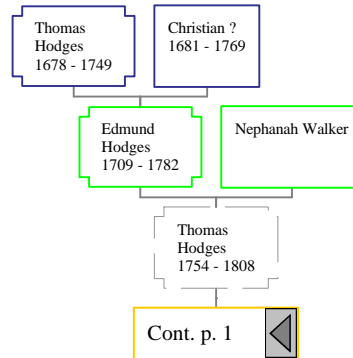 Thomas
Hodges
1678 - 1749
Christian ?
1681 - 1769
Edmund
Hodges
1709 - 1782
Nephanah Walker
Thomas
Hodges
1754 - 1808
Cont. p. 1